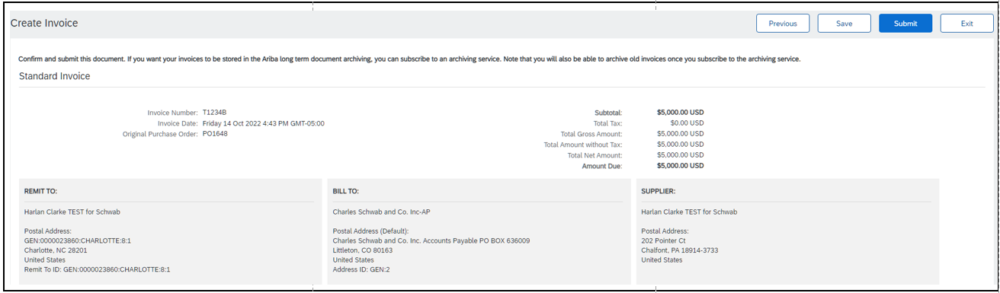 Create Invoice
Previous
Save
Submit
Exit
Confirm and submit this document. If you want your invoices to be stored in the Ariba long term document archiving, you can subscribe to an archiving service. Note that you will also be able to archive old invoices once you subscribe to the archiving service.
Standard Invoice
Invoice Number: T1234B
Invoice Date: Friday 14 Oct 2022 4:43 PM GMT-05:00
Original Purchase Order: PO1648
Subtotal: $5,000.00 USD
Total Tax: $0.00 USD
Total Gross Amount: $5,000.00 USD
Total Amount without Tax: $5,000.00 USD
Total Net Amount: $5,000.00 USD
Amount Due: $5,000.00 USD
REMIT TO:
Harlan Clarke TEST for Schwab
Postal Address:
GEN:0000023860:CHARLOTTE:8:1
Charlotte, NC 28201
United States
Remit To ID: GEN:0000023860:CHARLOTTE:8:1
BILL TO:
Charles Schwab and Co. Inc-AP
Postal Address (Default):
Charles Schwab and Co. Inc. Accounts Payable PO BOX 636009
Littleton, CO 80163
United States
Address ID: GEN:2
SUPPLIER:
Harlan Clarke TEST for Schwab
Postal Address:
202 Pointer Ct
Chalfont, PA 18914-3733
United States